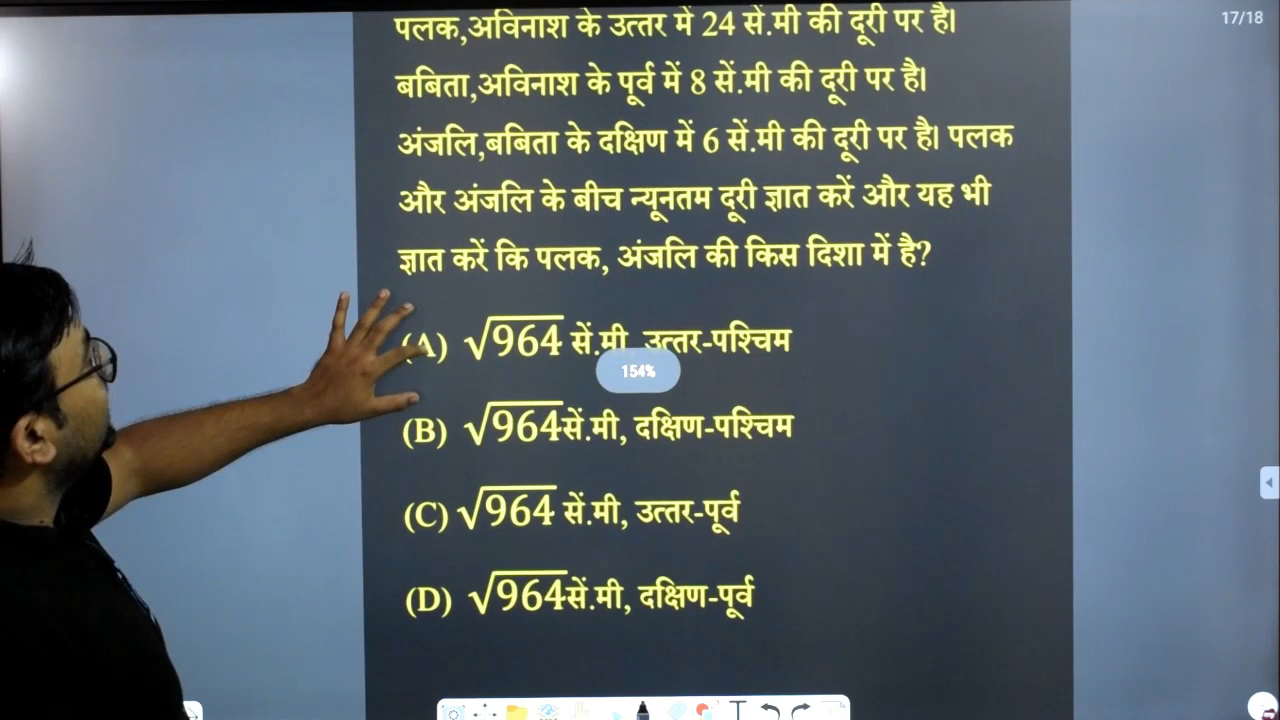 17/18
पलक,अविनाश के उत्तर में 24 सें.मी की दूरी पर है।
बबिता,अविनाश के पूर्व में 8 सें.मी की दूरी पर है।
अंजलि,बबिता के दक्षिण में 6 सें.मी की दूरी पर है। पलक
और अंजलि के बीच न्यूनतम दूरी ज्ञात करें और यह भी
ज्ञात करें कि पलक, अंजलि की किस दिशा में है?
(A) √964 सें.मी, उत्तर-पश्चिम
154%
(B) √964सें.मी, दक्षिण-पश्चिम
(C) √964 सें.मी, उत्तर-पूर्व
(D) √964सें.मी, दक्षिण-पूर्व